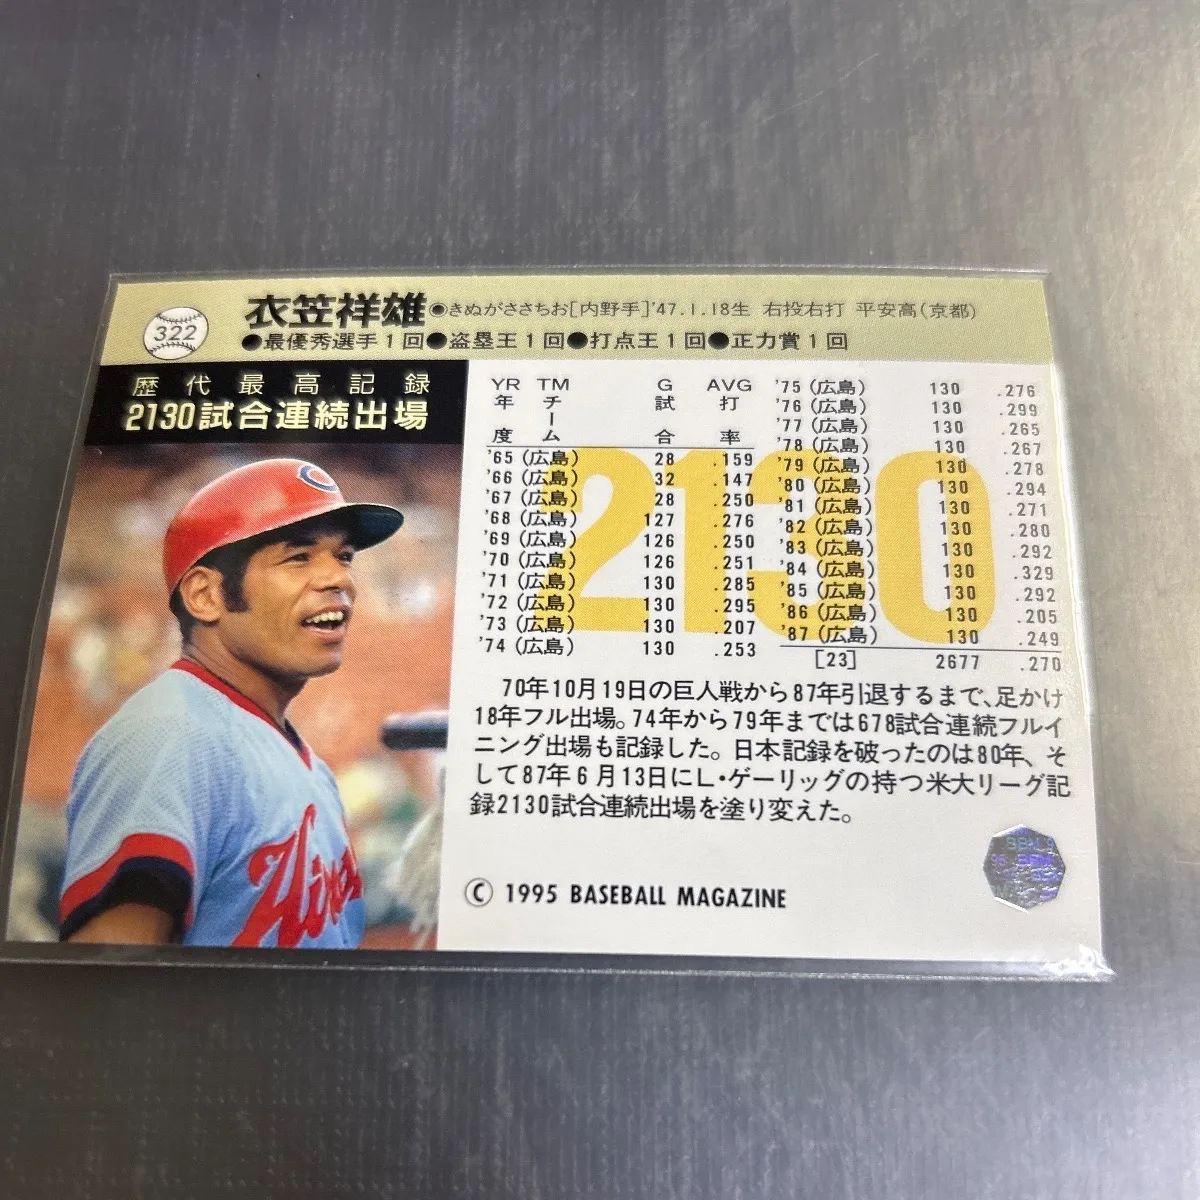 322
衣笠祥雄 ●きぬがささちお[内野手]'47.1.18生 右投右打 平安高(京都)
●最優秀選手1回●盗塁王1回●打点王1回●正力賞1回
歴代最高記録
2130試合連続出場
YR年度 TMチーム G試合 AVG打率
'65(広島) 28 .159
'66(広島) 32 .147
'67(広島) 28 .250
'68(広島) 127 .276
'69(広島) 126 .250
'70(広島) 126 .251
'71(広島) 130 .285
'72(広島) 130 .295
'73(広島) 130 .207
'74(広島) 130 .253
'75(広島) 130 .276
'76(広島) 130 .299
'77(広島) 130 .265
'78(広島) 130 .267
'79(広島) 130 .278
'80(広島) 130 .294
'81(広島) 130 .271
'82(広島) 130 .280
'83(広島) 130 .292
'84(広島) 130 .329
'85(広島) 130 .292
'86(広島) 130 .205
'87(広島) 130 .249
[23] 2677 .270
2130
70年10月19日の巨人戦から87年引退するまで、足かけ
18年フル出場。74年から79年までは678試合連続フルイ
ニング出場も記録した。日本記録を破ったのは80年、そ
して87年6月13日にL・ゲーリッグの持つ米大リーグ記
録2130試合連続出場を塗り変えた。
© 1995 BASEBALL MAGAZINE
C